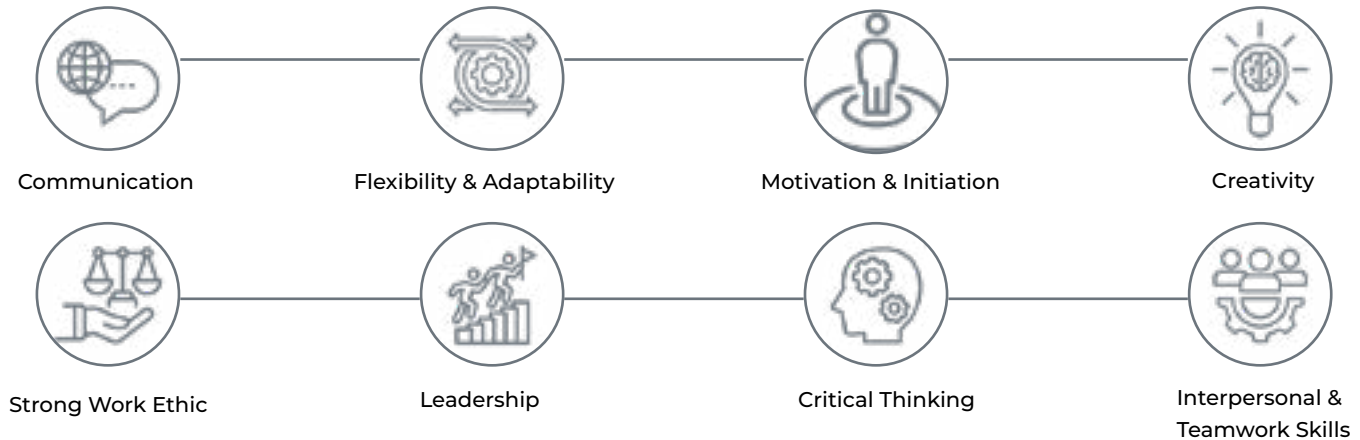 Communication
Flexibility & Adaptability
Motivation & Initiation
Creativity
Strong Work Ethic
Leadership
Critical Thinking
Interpersonal &
Teamwork Skills